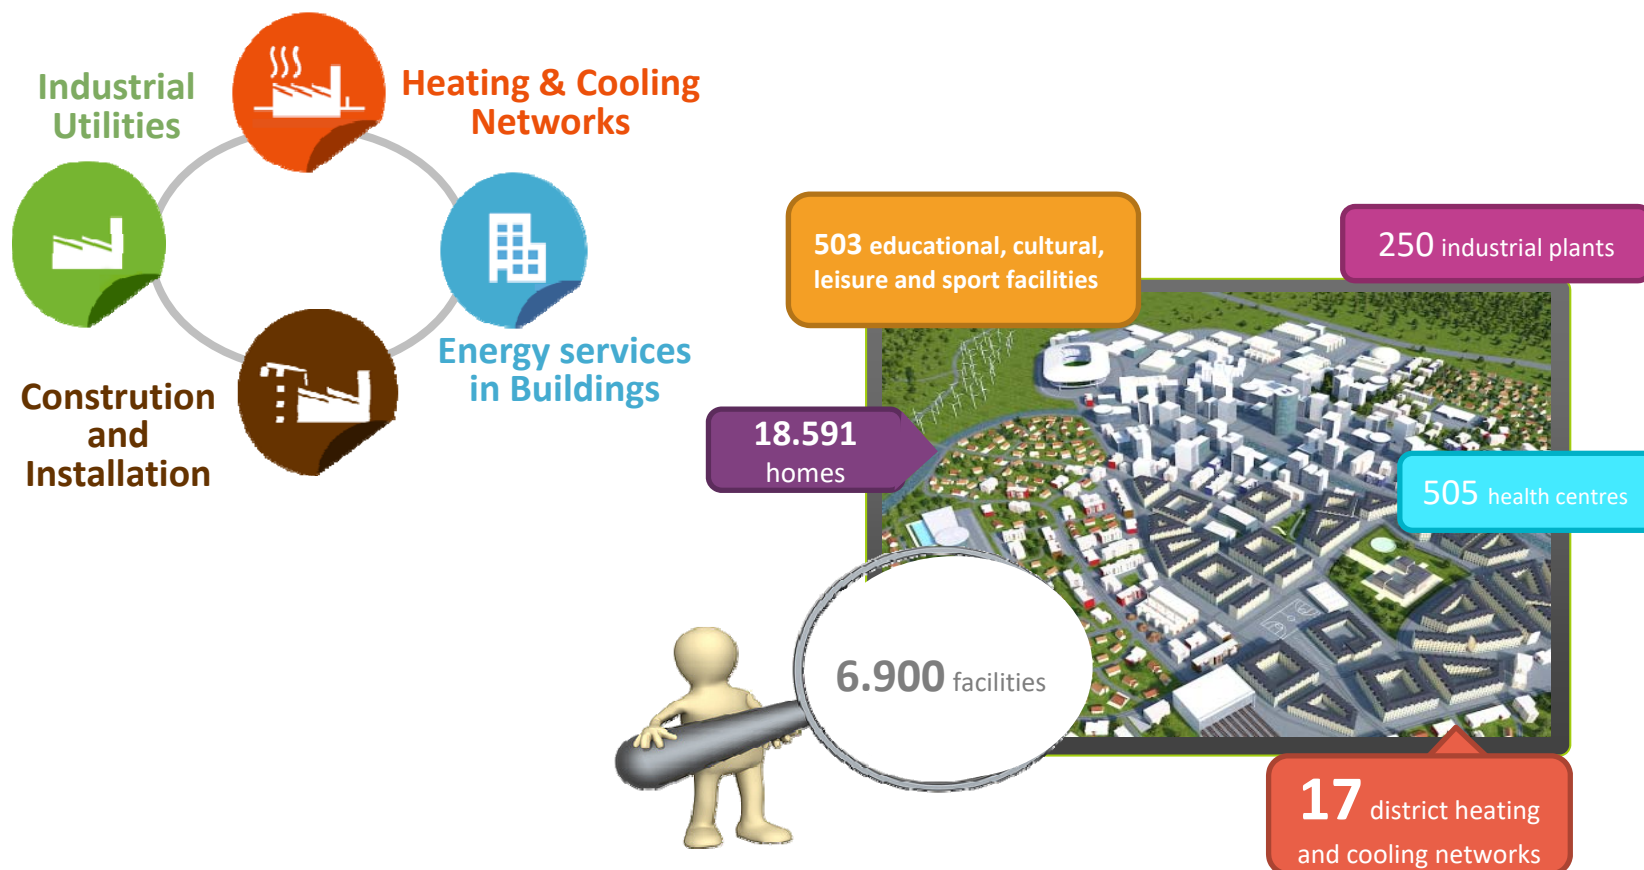 Industrial
Utilities
Heating & Cooling
Networks
Energy services
in Buildings
Constrution
and
Installation
503 educational, cultural,
leisure and sport facilities
250 industrial plants
18.591
homes
505 health centres
6.900 facilities
17 district heating
and cooling networks